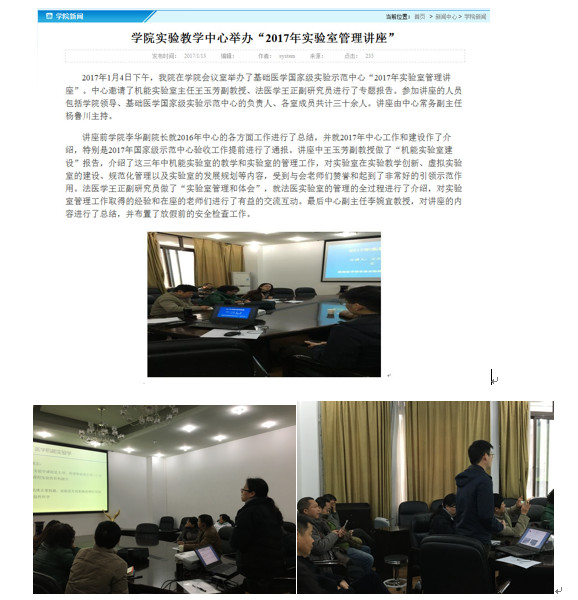 学院新闻
当前位置： 首页 > 新闻中心 > 学院新闻
学院实验教学中心举办“2017年实验室管理讲座”
发布时间： 2017/1/13 编辑： 作者： system 来源： 点击： 235
2017年1月4日下午，我院在学院会议室举办了基础医学国家级实验示范中心“2017年实验室管理讲
座”。中心邀请了机能实验室主任王玉芳副教授、法医学王正副研究员进行了专题报告。参加讲座的人员
包括学院领导、基础医学国家级实验示范中心的负责人、各室成员共计三十余人。讲座由中心常务副主任
杨鲁川主持。
讲座前学院李华副院长就2016年中心的各方面工作进行了总结，并就2017年中心工作和建设作了介
绍，特别是2017年国家级示范中心验收工作提前进行了通报。讲座中王玉芳副教授做了“机能实验室建
设”报告，介绍了这三年中机能实验室的教学和实验室的管理工作，对实验室在实验教学创新、虚拟实验
室的建设、规范化管理以及实验室的发展规划等内容，受到与会老师们赞誉和起到了非常好的引领示范作
用。法医学王正副研究员做了“实验室管理和体会”，就法医实验室的管理的全过程进行了介绍，对实验
室管理工作取得的经验和在座的老师们进行了有益的交流互动。最后中心副主任李婉宜教授，对讲座的内
容进行了总结，并布置了放假前的安全检查工作。